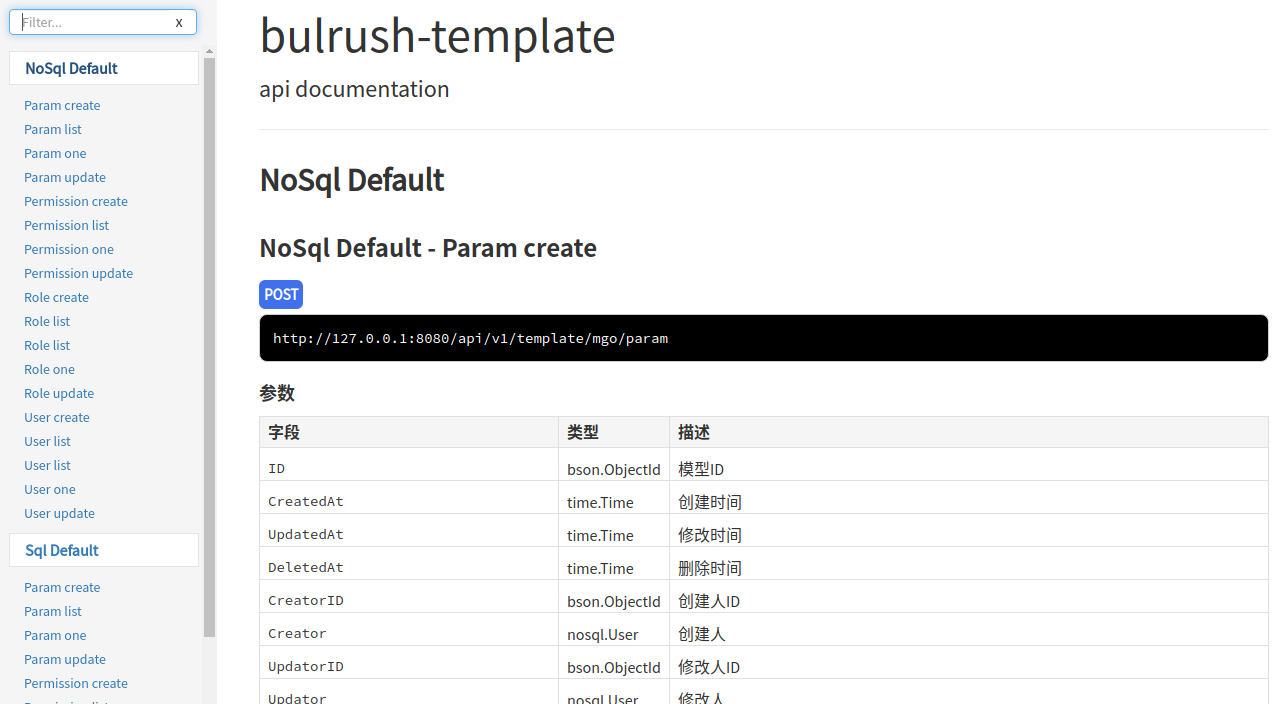 Filter...
x
NoSql Default
Param create
Param list
Param one
Param update
Permission create
Permission list
Permission one
Permission update
Role create
Role list
Role list
Role one
Role update
User create
User list
User list
User one
User update
Sql Default
Param create
Param list
Param one
Param update
Permission create
Permission list
bulrush-template
api documentation
NoSql Default
NoSql Default - Param create
POST
http://127.0.0.1:8080/api/v1/template/mgo/param
参数
字段 类型 描述
ID bson.ObjectId 模型ID
CreatedAt time.Time 创建时间
UpdatedAt time.Time 修改时间
DeletedAt time.Time 删除时间
CreatorID bson.ObjectId 创建人ID
Creator nosql.User 创建人
UpdatorID bson.ObjectId 修改人ID
Updator nosql.User 修改人